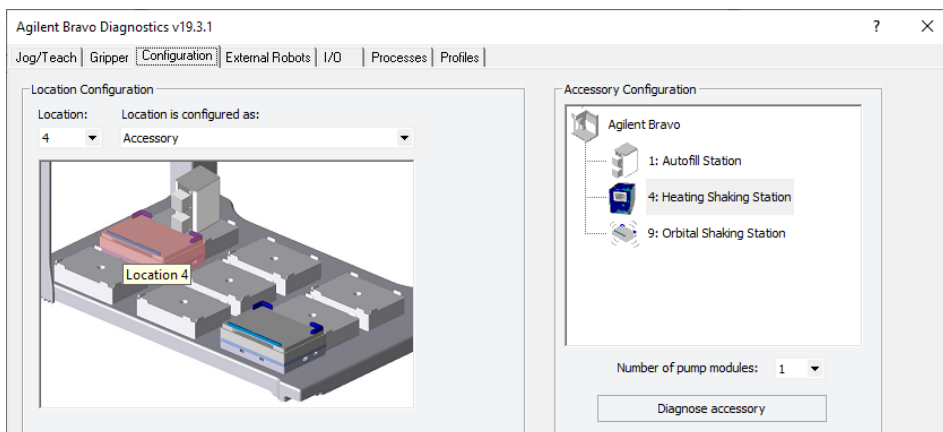 Agilent Bravo Diagnostics v19.3.1
?
Jog/Teach Gripper Configuration External Robots I/O Processes Profiles
Location Configuration
Location: Location is configured as:
4 Accessory
Location 4
Accessory Configuration
Agilent Bravo
1: Autofill Station
4: Heating Shaking Station
9: Orbital Shaking Station
Number of pump modules: 1
Diagnose accessory